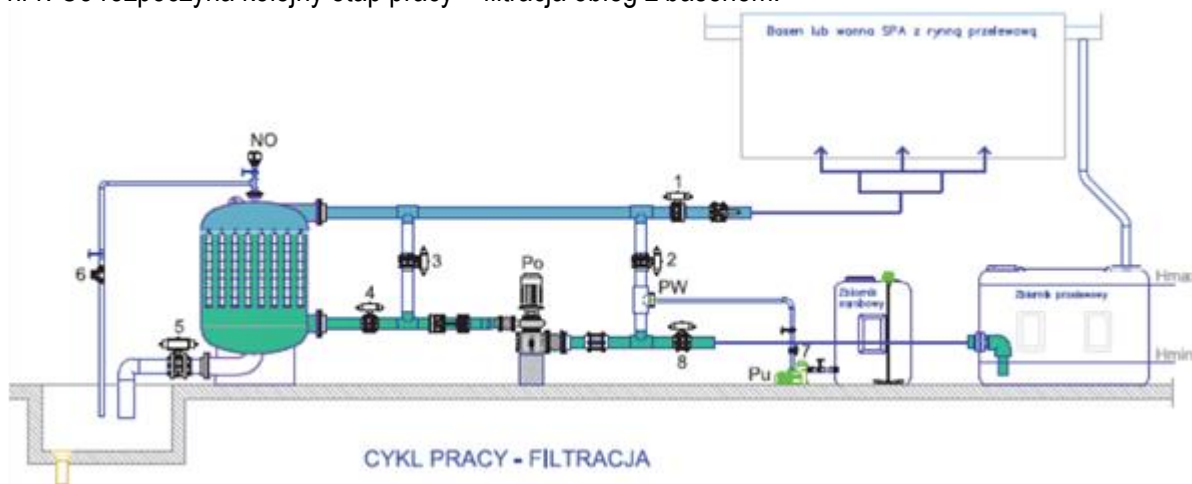 Basen lub wanna SPA z rynną przelewową
NO
1
6
3
Po
2
4
PW
Zbiornik
Zbiornik przelewowy
Hmax
5
8
7
Pu
Hmin
CYKL PRACY - FILTRACJA